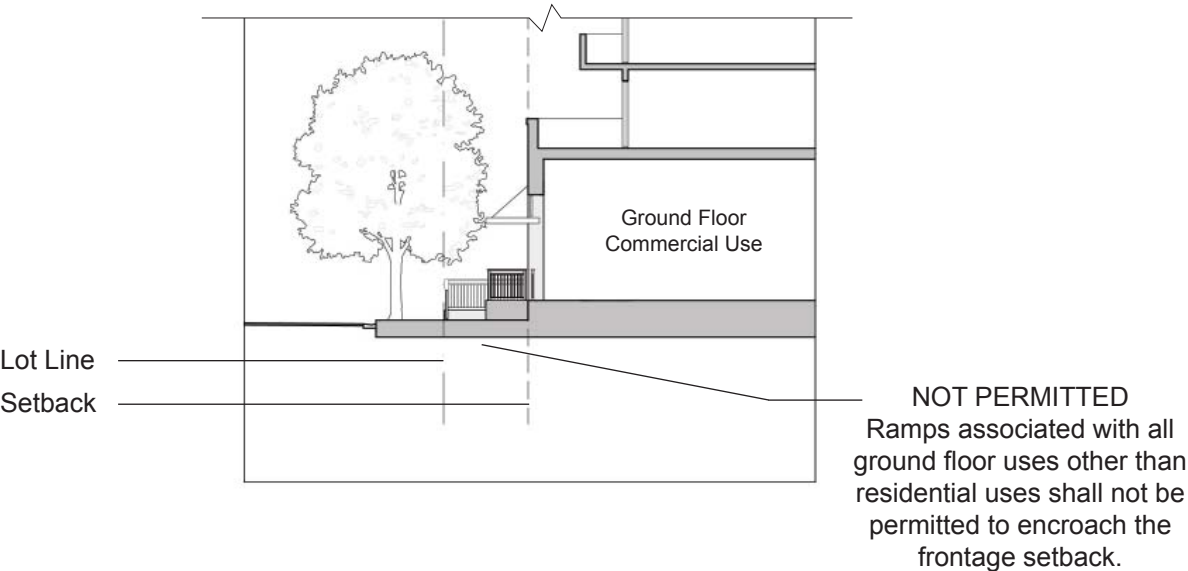 Ground Floor
Commercial Use
Lot Line
Setback
NOT PERMITTED
Ramps associated with all
ground floor uses other than
residential uses shall not be
permitted to encroach the
frontage setback.